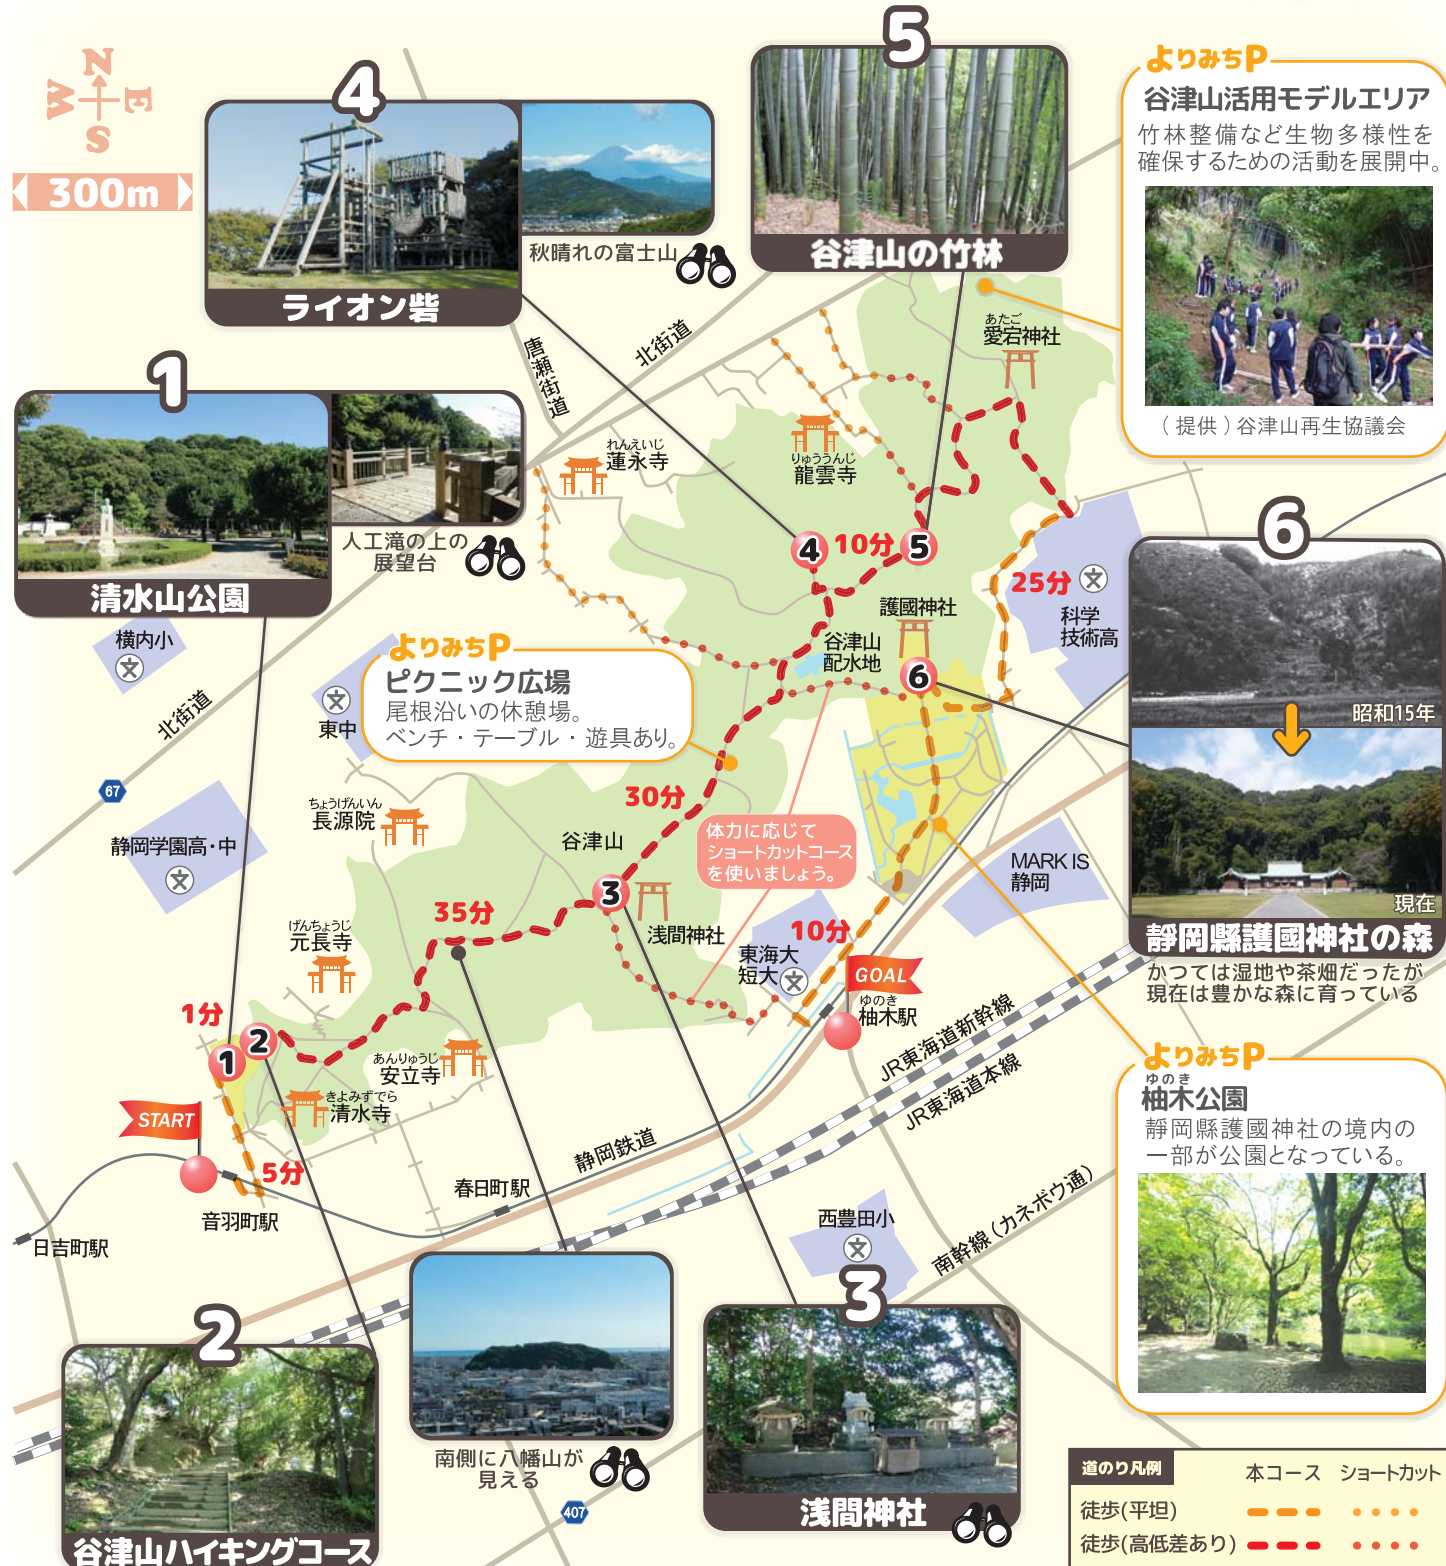 N
W
E
S
300m
4
ライオン砦
秋晴れの富士山
5
谷津山の竹林
よりみちP
谷津山活用モデルエリア
竹林整備など生物多様性を
確保するための活動を展開中。
（提供）谷津山再生協議会
1
清水山公園
人工滝の上の
展望台
唐瀬街道
北街道
あたご
愛宕神社
れんえいじ
蓮永寺
りゅううんじ
龍雲寺
4
10分
5
25分
科学
技術高
護國神社
谷津山
配水地
6
6
昭和15年
現在
静岡縣護國神社の森
かつては湿地や茶畑だったが
現在は豊かな森に育っている
横内小
北街道
東中
よりみちP
ピクニック広場
尾根沿いの休憩場。
ベンチ・テーブル・遊具あり。
67
静岡学園高・中
ちょうげんいん
長源院
30分
谷津山
体力に応じて
ショートカットコース
を使いましょう。
MARK IS
静岡
3
浅間神社
35分
げんちょうじ
元長寺
東海大
短大
10分
GOAL
ゆのき
柚木駅
JR東海道新幹線
JR東海道本線
1分
1
2
あんりゅうじ
安立寺
きよみずでら
清水寺
START
5分
音羽町駅
日吉町駅
春日町駅
静岡鉄道
よりみちP
ゆのき
柚木公園
静岡縣護國神社の境内の
一部が公園となっている。
西豊田小
南幹線（カネボウ通）
2
谷津山ハイキングコース
南側に八幡山が
見える
407
3
浅間神社
道のり凡例
本コース ショートカット
徒歩(平坦)
徒歩(高低差あり)